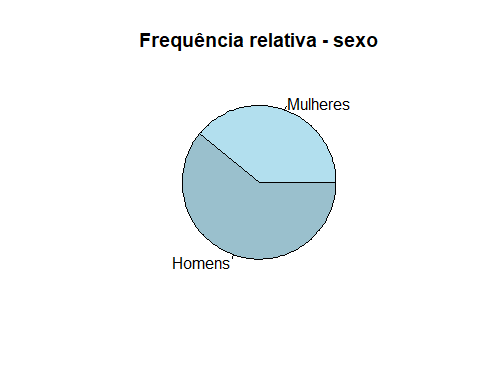 Frequência relativa - sexo
Mulheres
Homens